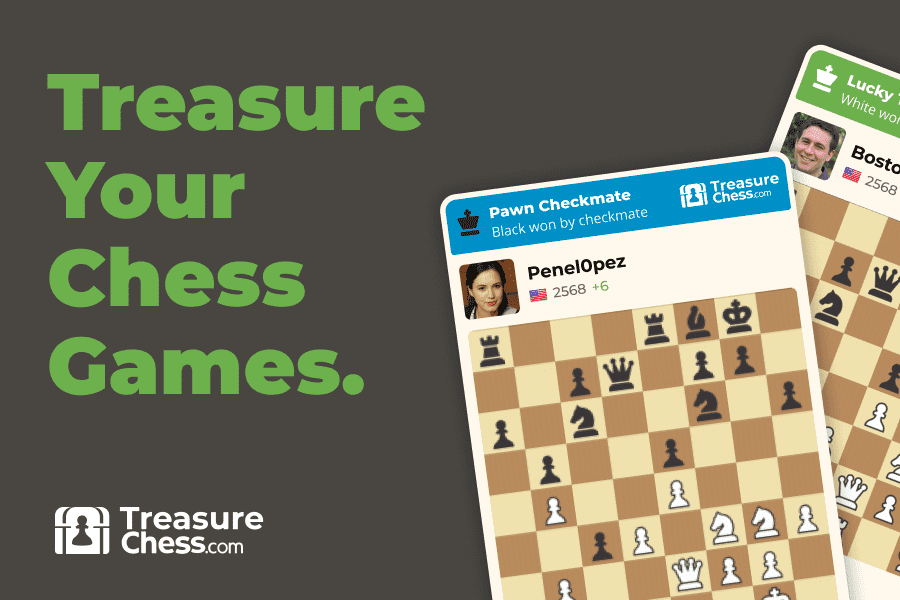 Treasure
Your
Chess
Games.
Treasure
Chess.com
Pawn Checkmate
Black won by checkmate
Treasure
Chess.com
Penel0pez
2568 +6
Lucky
White
2568